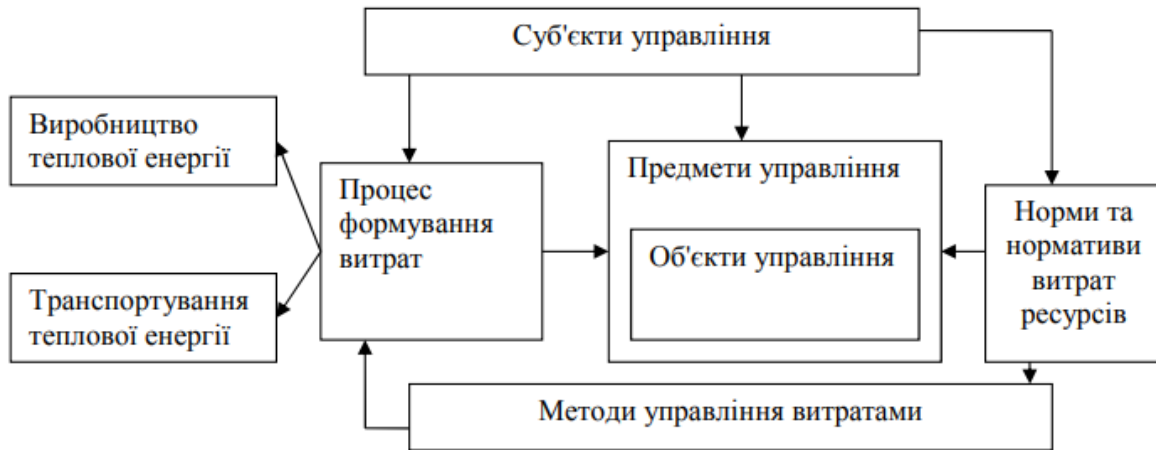 Суб'єкти управління
Виробництво
теплової енергії
Транспортування
теплової енергії
Процес
формування
витрат
Предмети управління
Об'єкти управління
Норми та
нормативи
витрат
ресурсів
Методи управління витратами